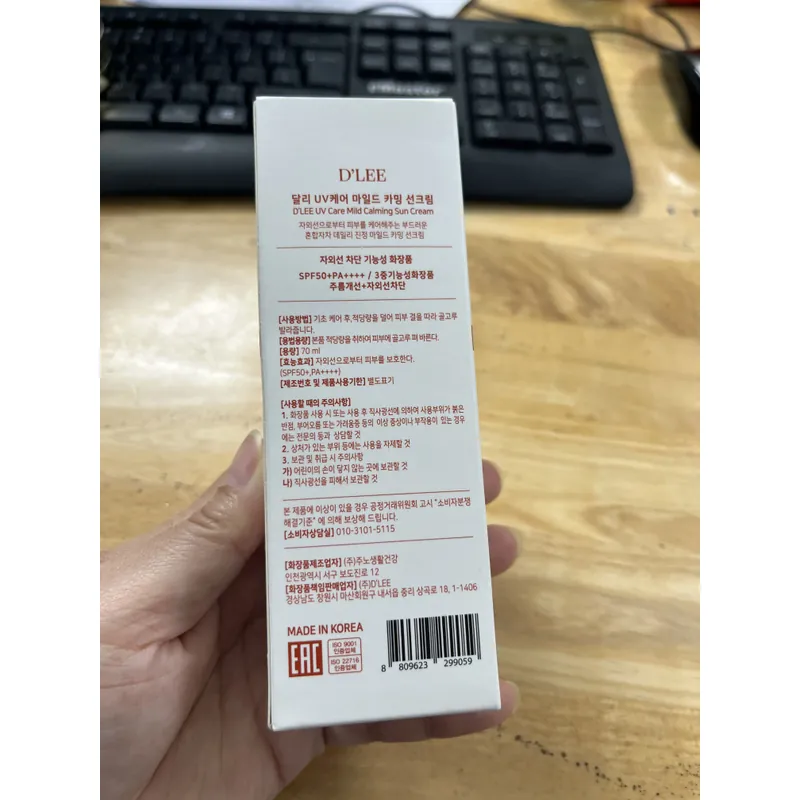 D'LEE
달리 UV케어 마일드 카밍 선크림
D'LEE UV Care Mild Calming Sun Cream
자외선으로부터 피부를 케어해주는 부드러운
혼합자차 데일리 진정 마일드 카밍 선크림
자외선 차단 기능성 화장품
SPF50+PA++++ / 3중기능성화장품
주름개선+자외선차단
[사용방법] 기초 케어 후,적당량을 덜어 피부 결을 따라 골고루
발라줍니다.
[용법용량] 본품 적당량을 취하여 피부에 골고루 펴 바른다.
[용량] 70 ml
[효능효과] 자외선으로부터 피부를 보호한다.
(SPF50+,PA++++)
[제조번호 및 제품사용기한] 별도표기
[사용할 때의 주의사항]
1. 화장품 사용 시 또는 사용 후 직사광선에 의하여 사용부위가 붉은
반점, 부어오름 또는 가려움증 등의 이상 증상이나 부작용이 있는 경우
에는 전문의 등과 상담할 것
2. 상처가 있는 부위 등에는 사용을 자제할 것
3. 보관 및 취급 시 주의사항
가) 어린이의 손이 닿지 않는 곳에 보관할 것
나) 직사광선을 피해서 보관할 것
본 제품에 이상이 있을 경우 공정거래위원회 고시 "소비자분쟁
해결기준" 에 의해 보상해 드립니다.
[소비자상담실] 010-3101-5115
[화장품제조업자] (주)주노생활건강
인천광역시 서구 보도진로 12
[화장품책임판매업자] (주)D'LEE
경상남도 창원시 마산회원구 내서읍 중리 상곡로 18, 1-1406
MADE IN KOREA
EAC
ISO 9001
인증업체
ISO 22716
인증업체
8 809623 299059